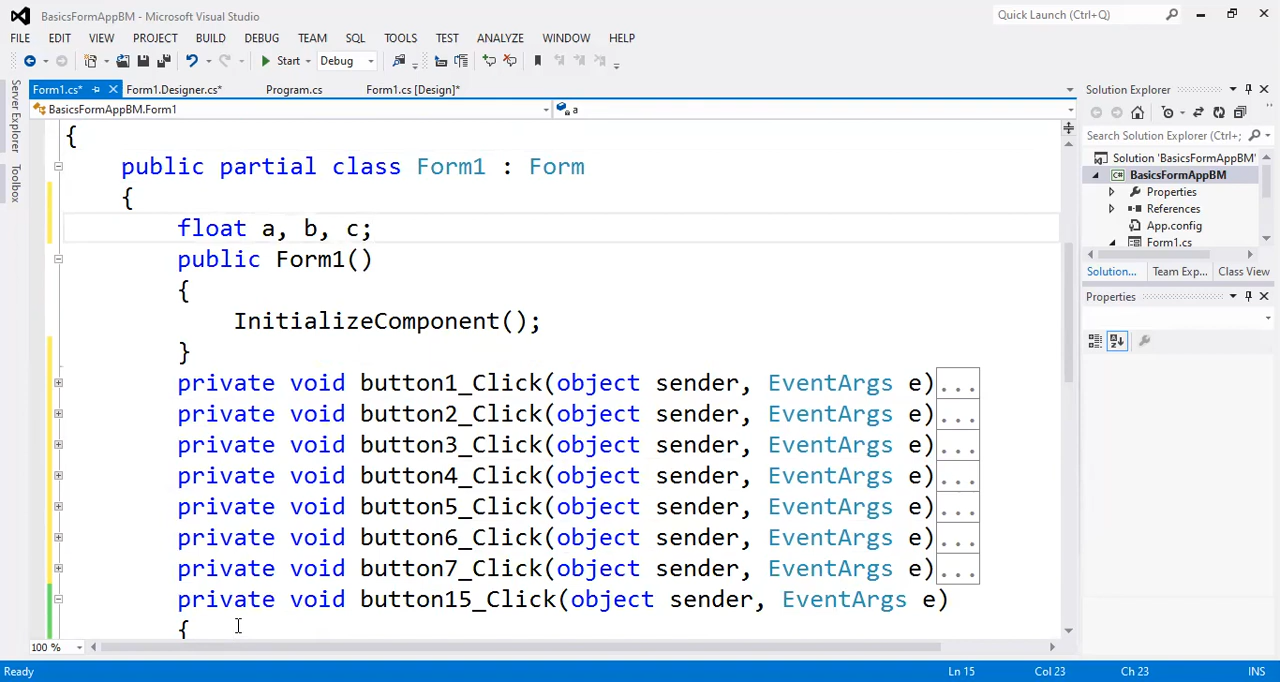 BasicsFormAppBM - Microsoft Visual Studio
Quick Launch (Ctrl+Q)
FILE EDIT VIEW PROJECT BUILD DEBUG TEAM SQL TOOLS TEST ANALYZE WINDOW HELP
Start Debug
Form1.cs* Form1.Designer.cs* Program.cs Form1.cs [Design]*
BasicsFormAppBM.Form1 a
Server Explorer
Toolbox
{
public partial class Form1 : Form
{
float a, b, c;
public Form1()
{
InitializeComponent();
}
private void button1_Click(object sender, EventArgs e)...
private void button2_Click(object sender, EventArgs e)...
private void button3_Click(object sender, EventArgs e)...
private void button4_Click(object sender, EventArgs e)...
private void button5_Click(object sender, EventArgs e)...
private void button6_Click(object sender, EventArgs e)...
private void button7_Click(object sender, EventArgs e)...
private void button15_Click(object sender, EventArgs e)
{
100 %
Solution Explorer
Search Solution Explorer (Ctrl+;
Solution 'BasicsFormAppBM'
C# BasicsFormAppBM
Properties
References
App.config
Form1.cs
Solution... Team Exp... Class View
Properties
Ready Ln 15 Col 23 Ch 23 INS